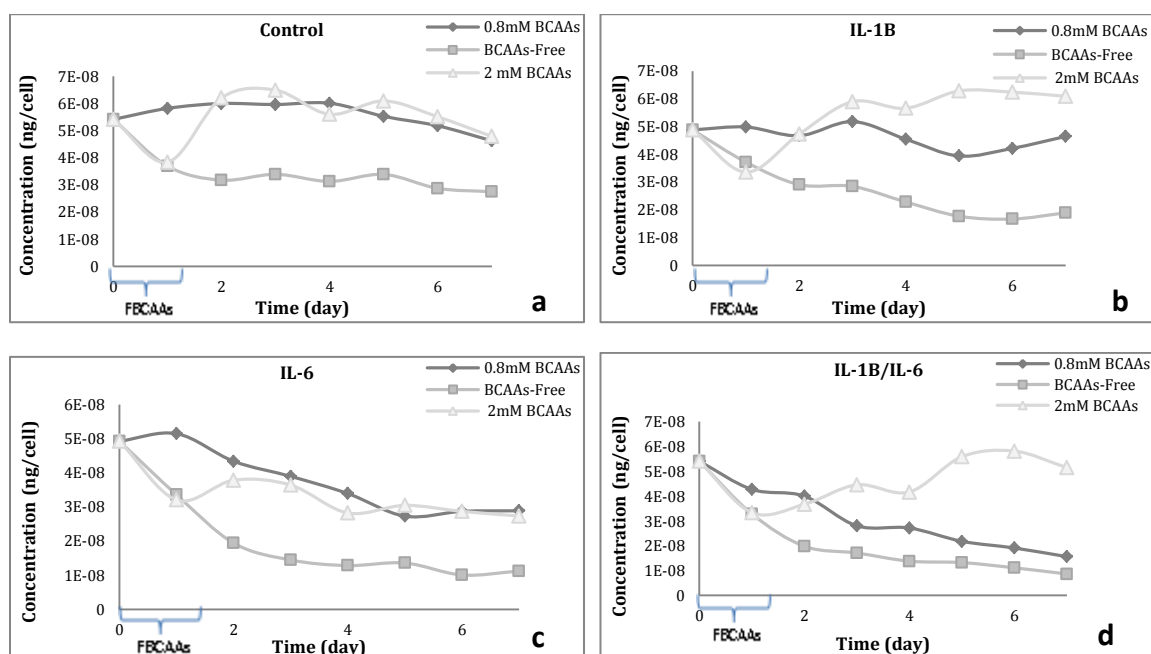 Control
0.8mM BCAAs
BCAAs-Free
2 mM BCAAs
Concentration (ng/cell)
7E-08
6E-08
5E-08
4E-08
3E-08
2E-08
1E-08
0
0 2 4 6
FBCAAs
Time (day)
a
IL-1B
0.8mM BCAAs
BCAAs-Free
2mM BCAAs
Concentration (ng/cell)
7E-08
6E-08
5E-08
4E-08
3E-08
2E-08
1E-08
0
0 2 4 6
FBCAAs
Time (day)
b
IL-6
0.8mM BCAAs
BCAAs-Free
2mM BCAAs
Concentration (ng/cell)
6E-08
5E-08
4E-08
3E-08
2E-08
1E-08
0
0 2 4 6
FBCAAs
Time (day)
c
IL-1B/IL-6
0.8mM BCAAs
BCAAs-Free
2mM BCAAs
Concentration (ng/cell)
7E-08
6E-08
5E-08
4E-08
3E-08
2E-08
1E-08
0
0 2 4 6
FBCAAs
Time (day)
d